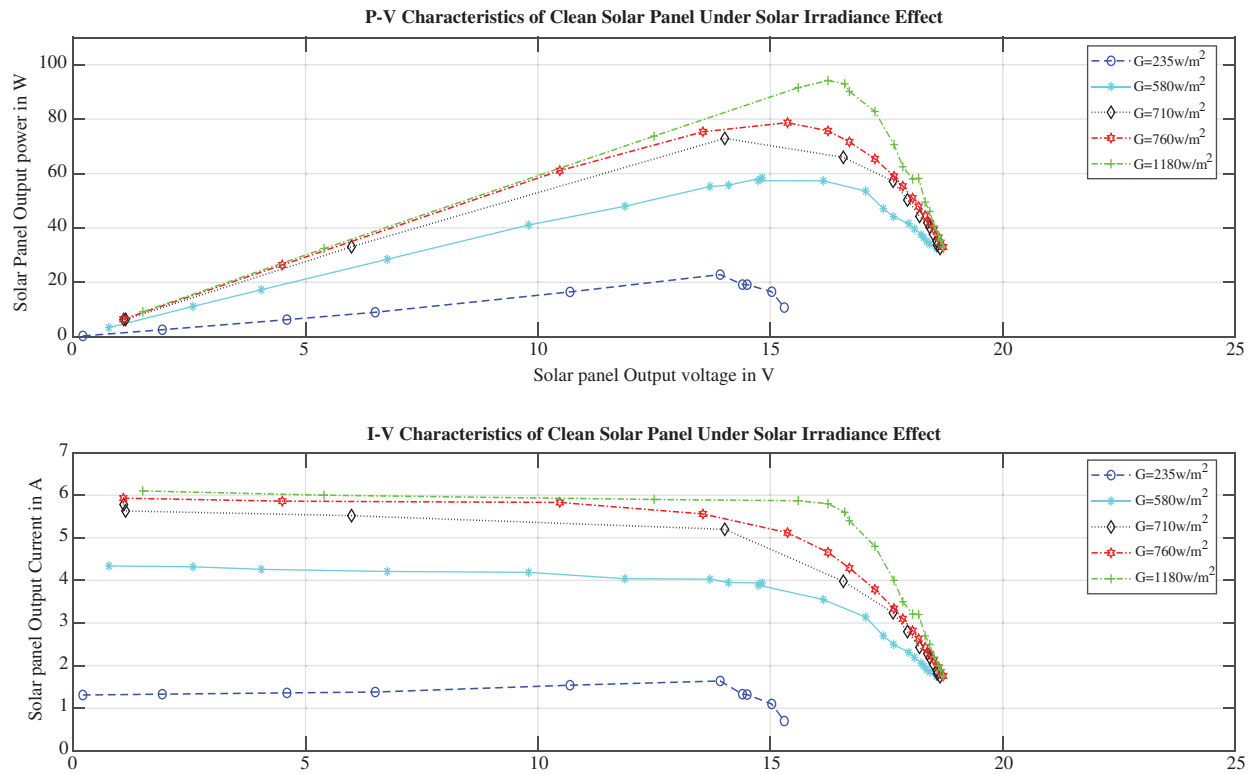 P-V Characteristics of Clean Solar Panel Under Solar Irradiance Effect
Solar Panel Output power in W
100
80
60
40
20
0
0 5 10 15 20 25
Solar panel Output voltage in V
G=235w/m²
G=580w/m²
G=710w/m²
G=760w/m²
G=1180w/m²
I-V Characteristics of Clean Solar Panel Under Solar Irradiance Effect
Solar panel Output Current in A
7
6
5
4
3
2
1
0
0 5 10 15 20 25
G=235w/m²
G=580w/m²
G=710w/m²
G=760w/m²
G=1180w/m²